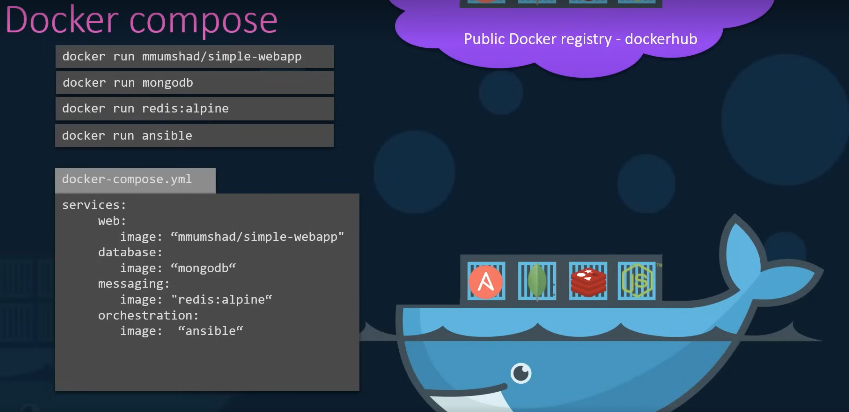 Docker compose
docker run mmumshad/simple-webapp
docker run mongodb
docker run redis:alpine
docker run ansible
docker-compose.yml
services:
web:
image: “mmumshad/simple-webapp"
database:
image: “mongodb“
messaging:
image: "redis:alpine“
orchestration:
image: “ansible“
Public Docker registry - dockerhub
A
JS